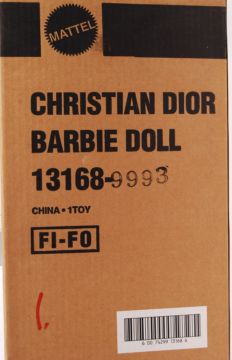 MATTEL
CHRISTIAN DIOR
BARBIE DOLL
13168-9993
CHINA • 1TOY
FI-FO